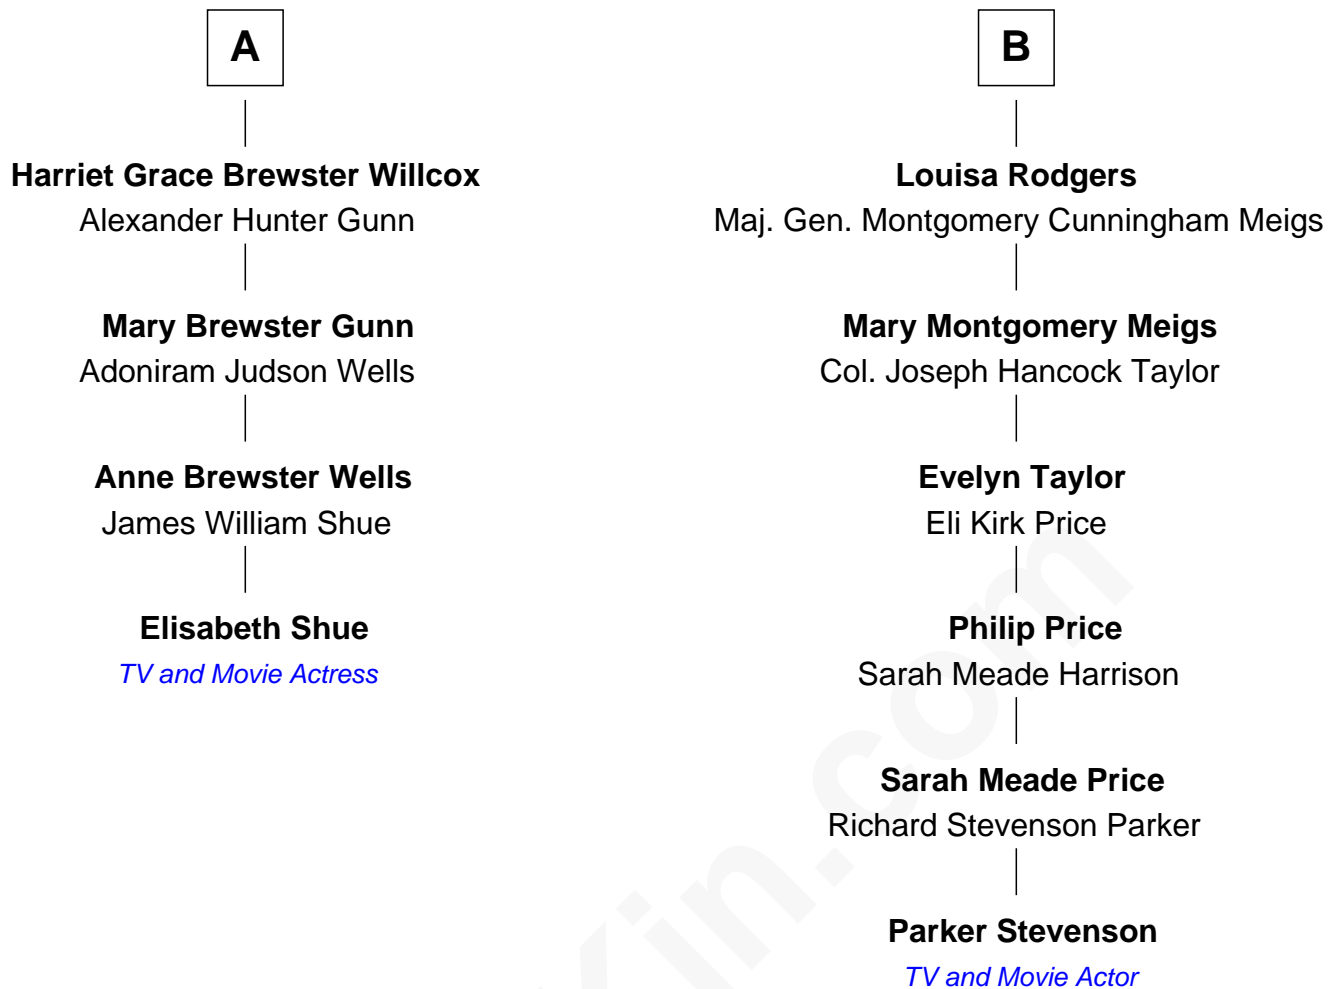 A
Harriet Grace Brewster Willcox
Alexander Hunter Gunn
Mary Brewster Gunn
Adoniram Judson Wells
Anne Brewster Wells
James William Shue
Elisabeth Shue
TV and Movie Actress
B
Louisa Rodgers
Maj. Gen. Montgomery Cunningham Meigs
Mary Montgomery Meigs
Col. Joseph Hancock Taylor
Evelyn Taylor
Eli Kirk Price
Philip Price
Sarah Meade Harrison
Sarah Meade Price
Richard Stevenson Parker
Parker Stevenson
TV and Movie Actor
Kin.com